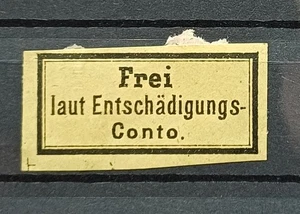 Frei
laut Entschädigungs-
Conto.